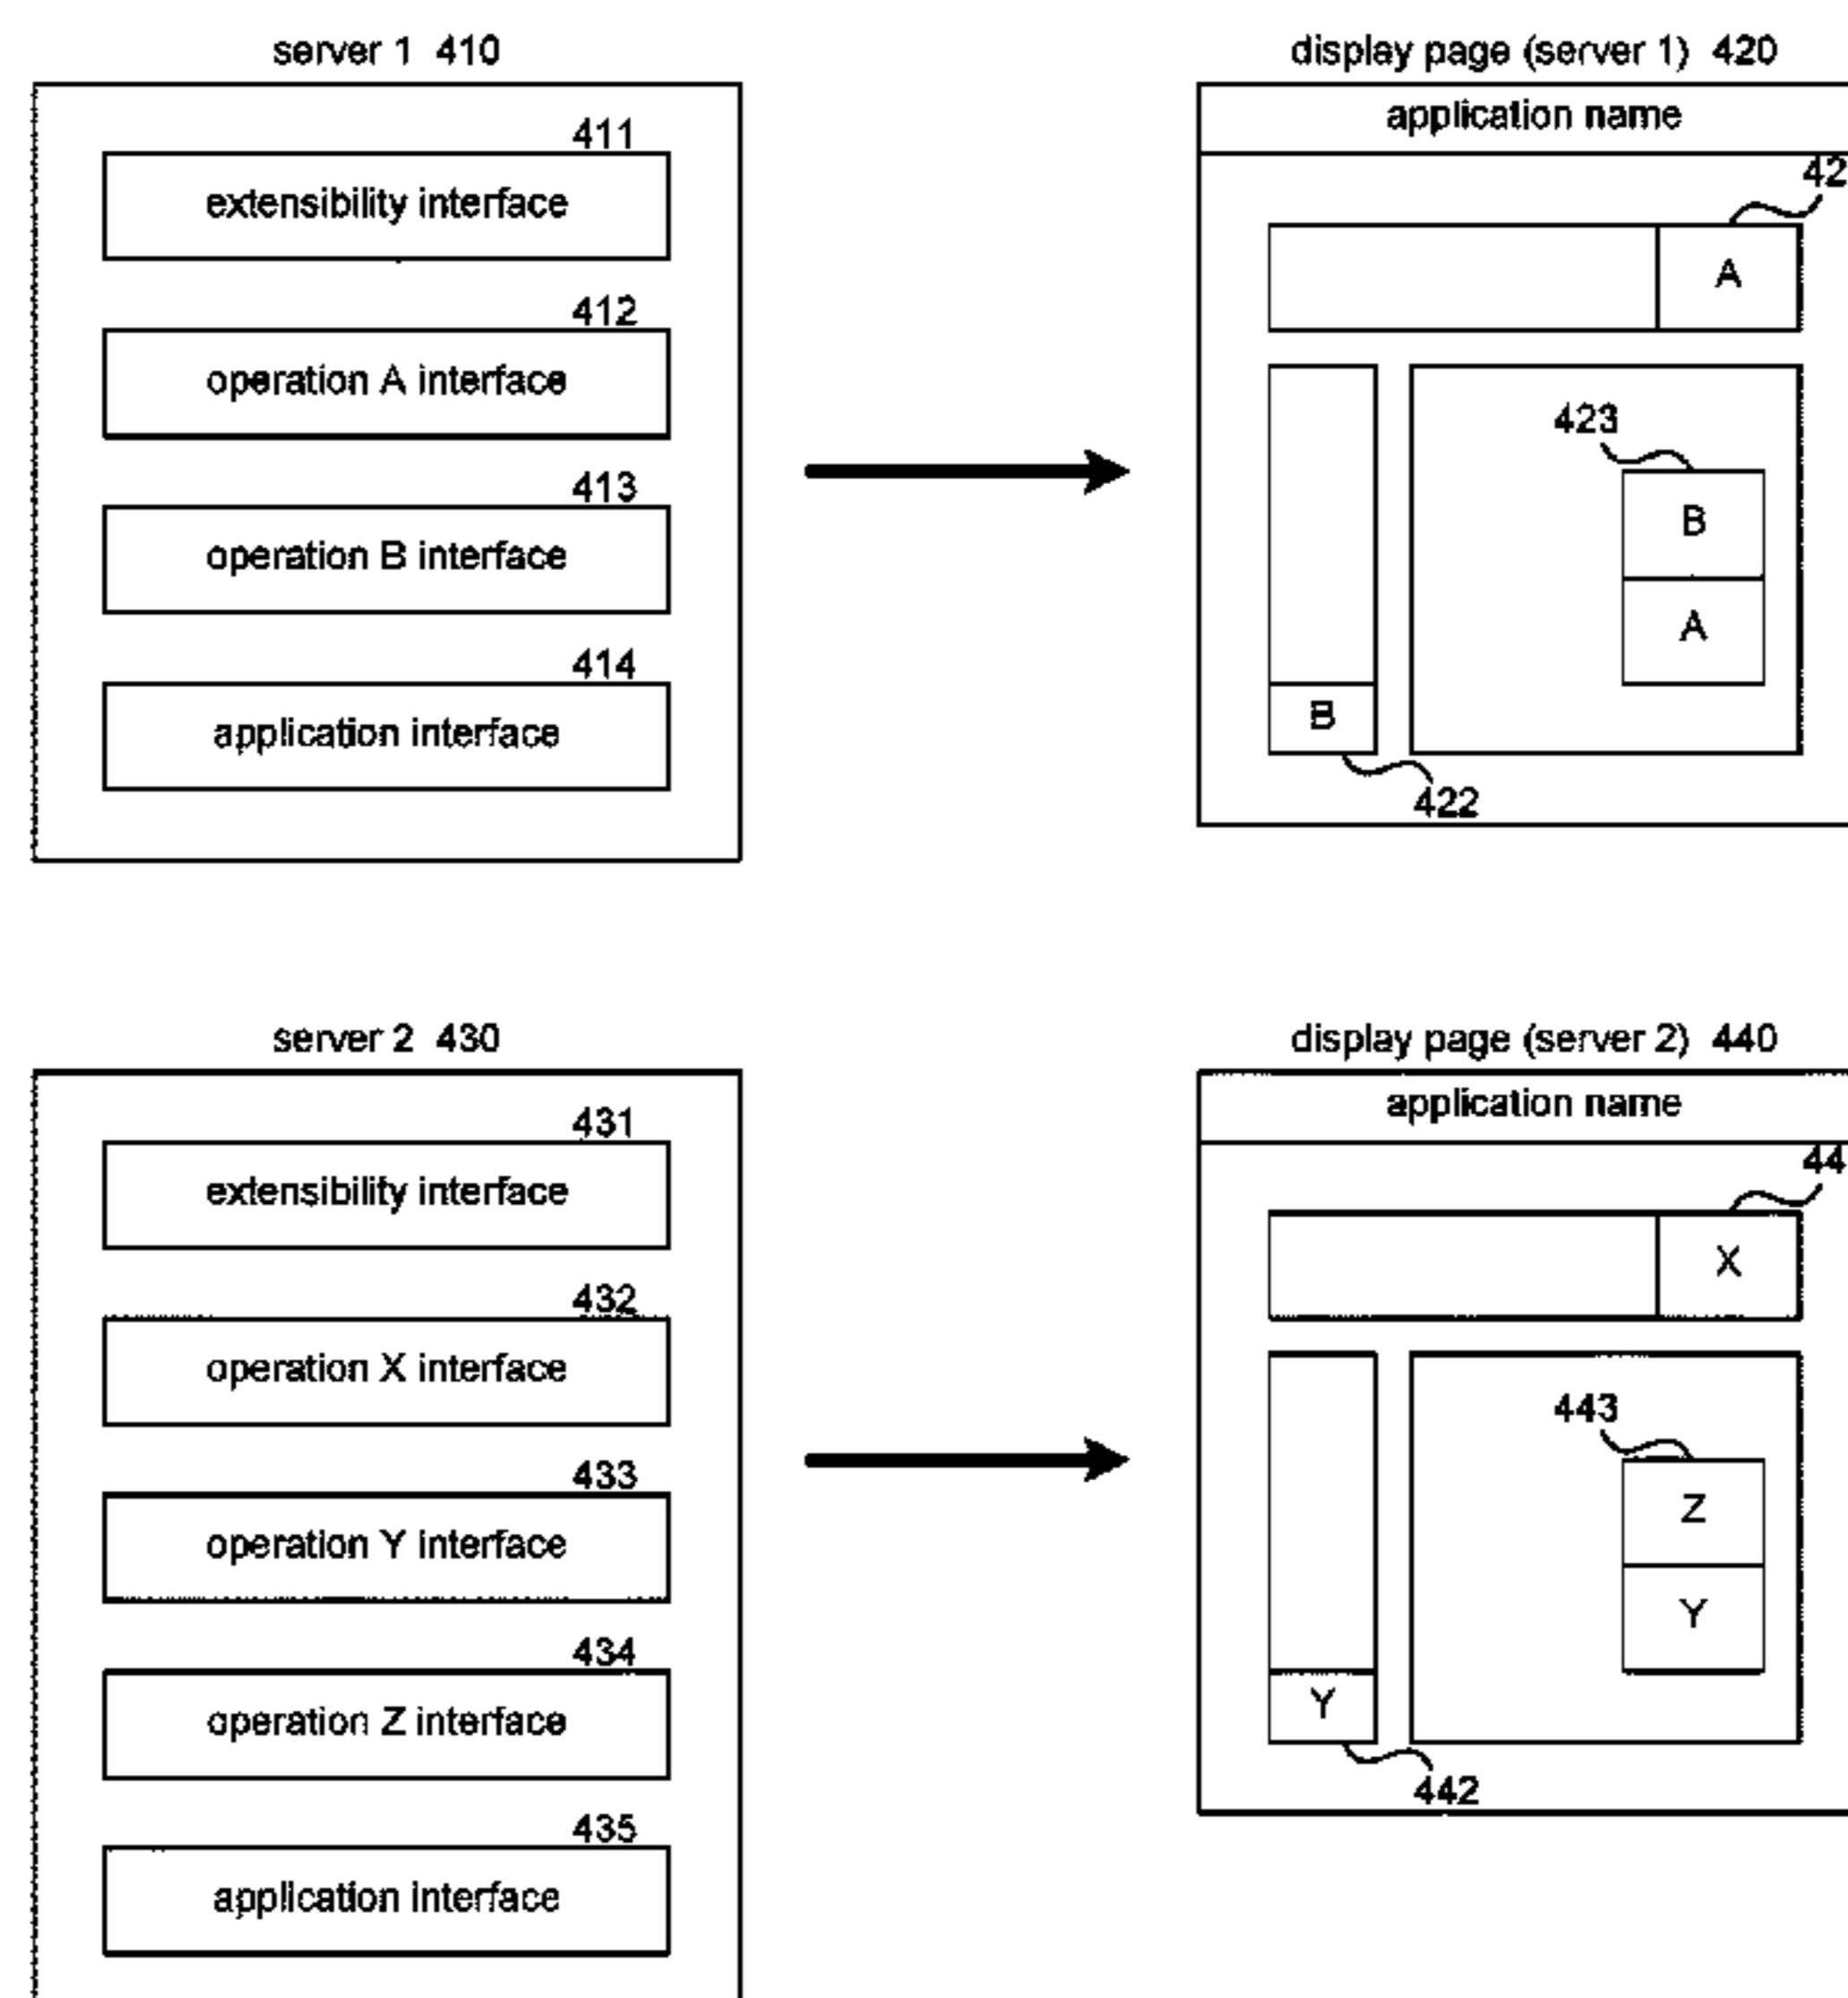 server 1 410
411
extensibility interface
412
operation A interface
413
operation B interface
414
application interface
display page (server 1) 420
application name
A
423
B
A
B
422
server 2 430
431
extensibility interface
432
operation X interface
433
operation Y interface
434
operation Z interface
435
application interface
display page (server 2) 440
application name
X
443
Z
Y
Y
442